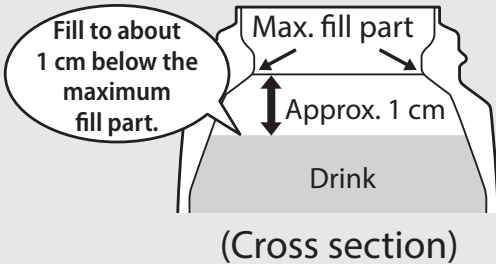 Fill to about
1 cm below the
maximum
fill part.
Max. fill part
Approx. 1 cm
Drink
(Cross section)